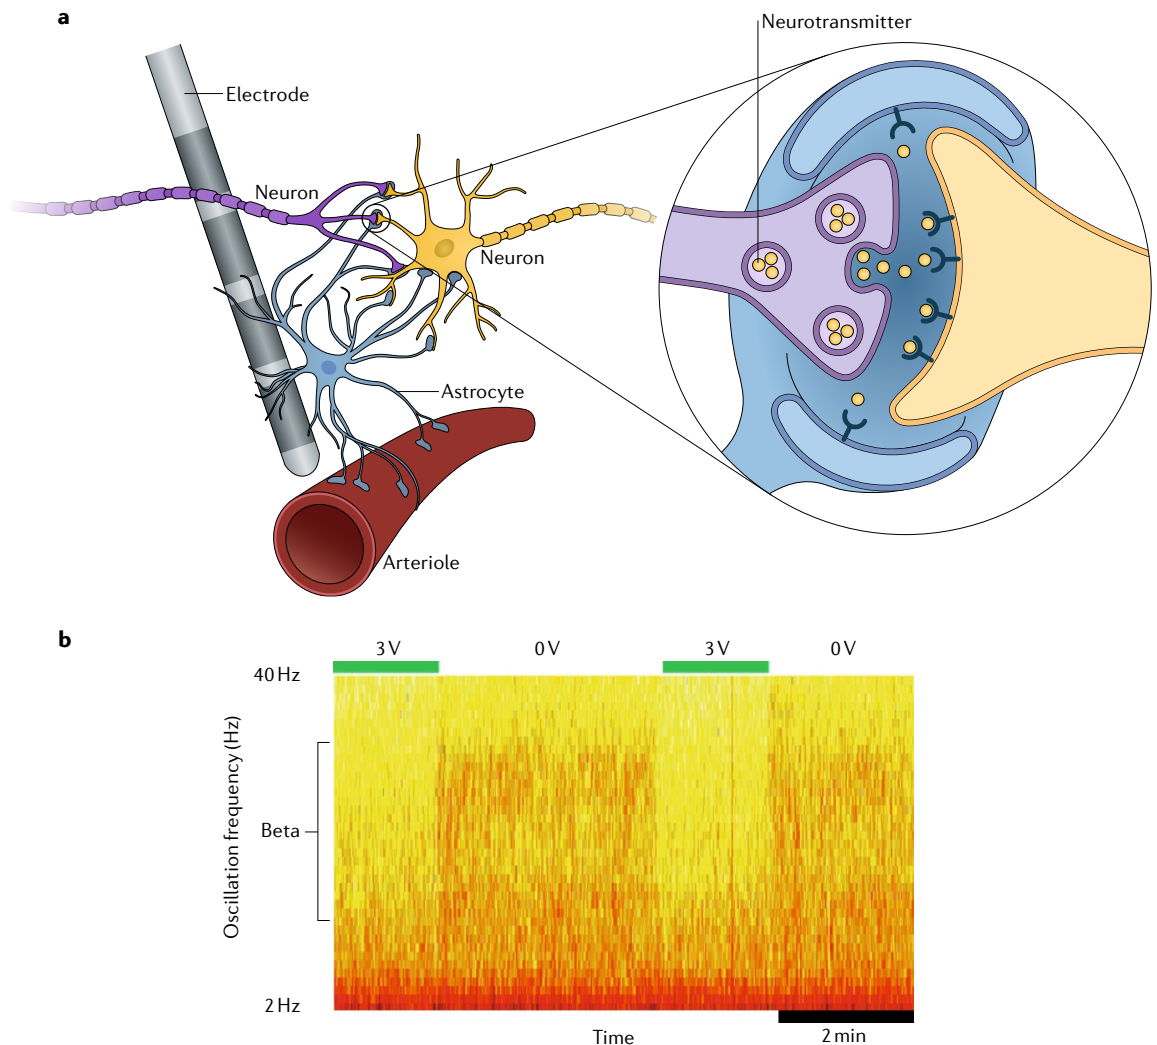 a
Neurotransmitter
Electrode
Neuron
Neuron
Astrocyte
Arteriole
b
3 V
0 V
3 V
0 V
40 Hz
Oscillation frequency (Hz)
Beta
2 Hz
Time
2 min